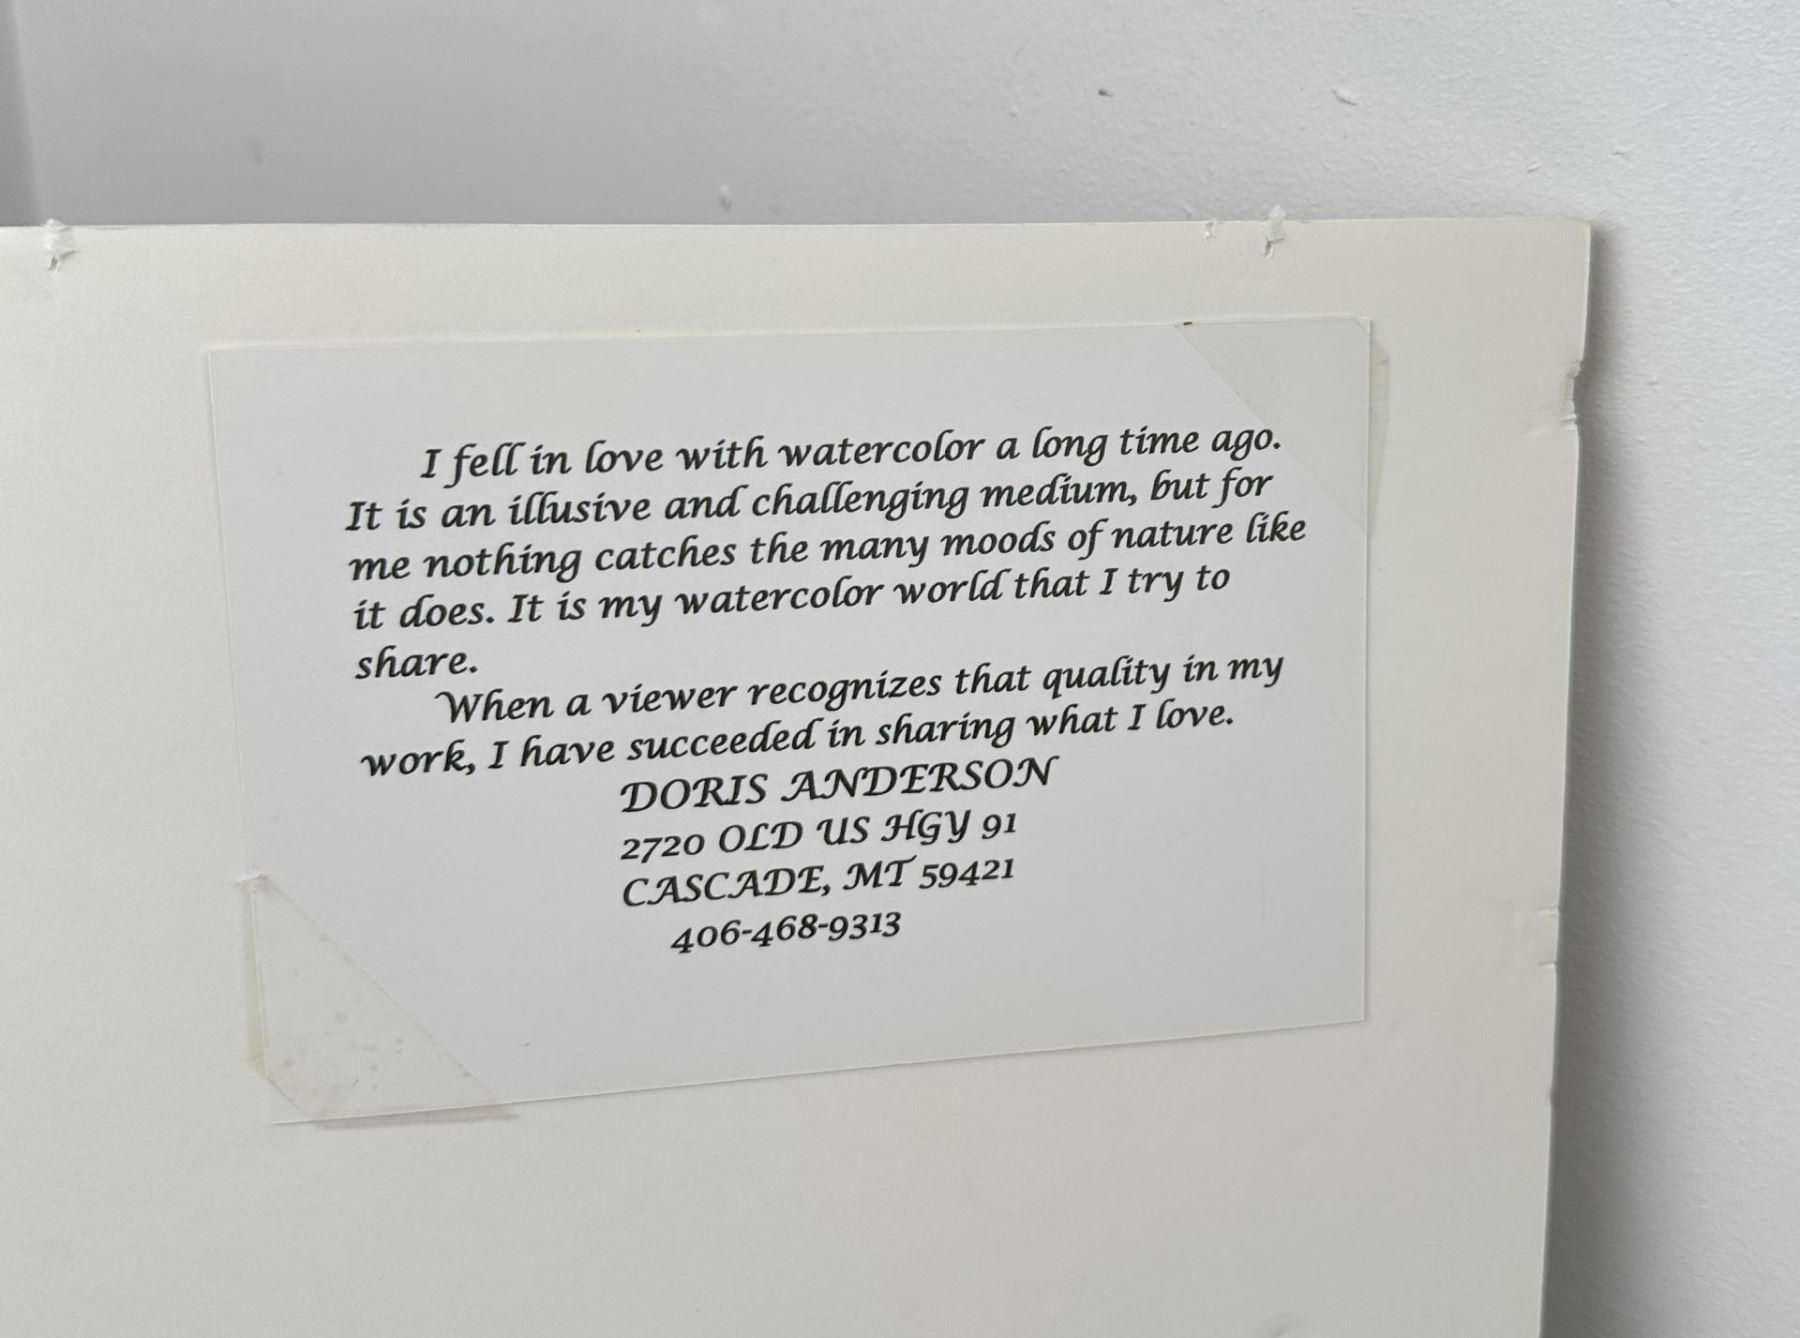 I fell in love with watercolor a long time ago.
It is an illusive and challenging medium, but for
me nothing catches the many moods of nature like
it does. It is my watercolor world that I try to
share.
When a viewer recognizes that quality in my
work, I have succeeded in sharing what I love.
DORIS ANDERSON
2720 OLD US HGY 91
CASCADE, MT 59421
406-468-9313